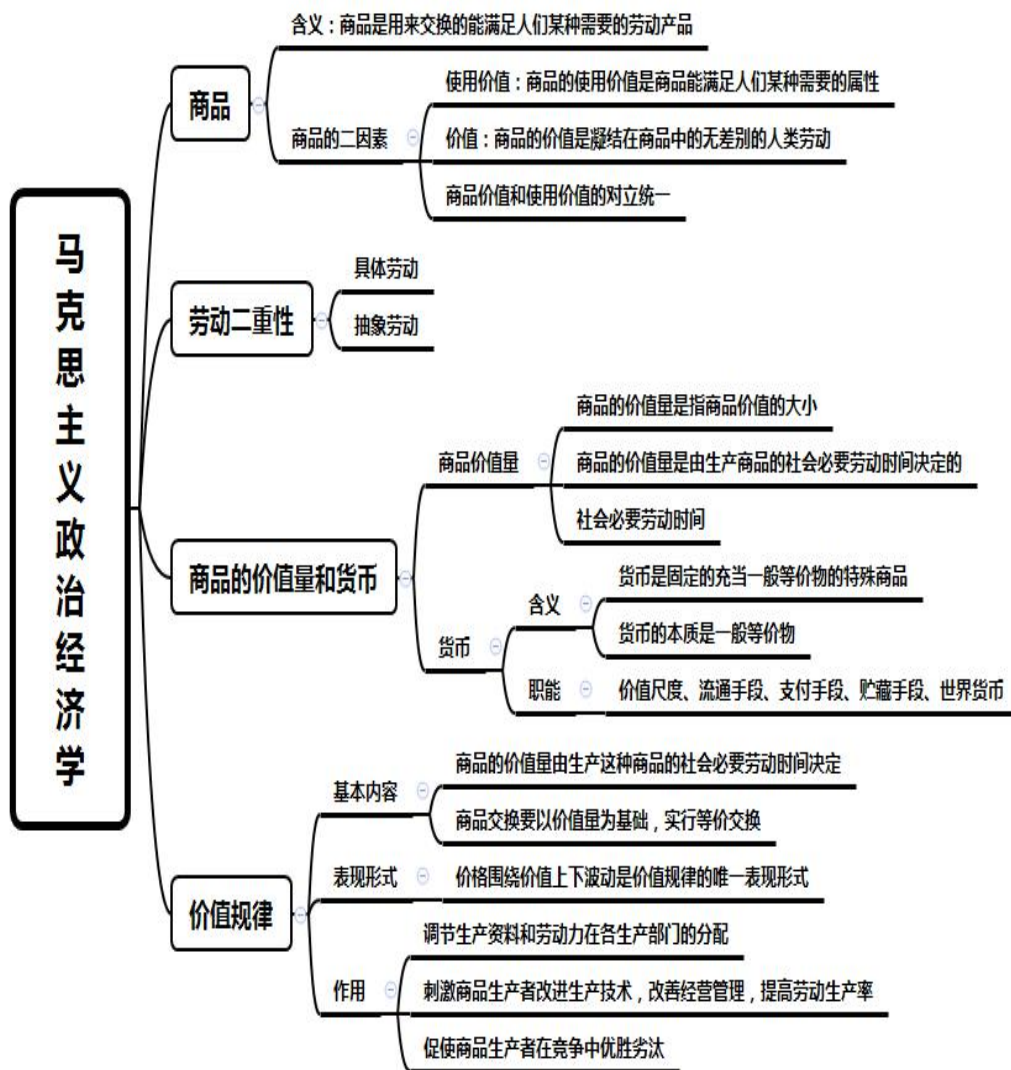 马克思主义政治经济学
商品
含义：商品是用来交换的能满足人们某种需要的劳动产品
商品的二因素
使用价值：商品的使用价值是商品能满足人们某种需要的属性
价值：商品的价值是凝结在商品中的无差别的人类劳动
商品价值和使用价值的对立统一
劳动二重性
具体劳动
抽象劳动
商品的价值量和货币
商品价值量
商品的价值量是指商品价值的大小
商品的价值量是由生产商品的社会必要劳动时间决定的
社会必要劳动时间
货币
含义
货币是固定的充当一般等价物的特殊商品
货币的本质是一般等价物
职能
价值尺度、流通手段、支付手段、贮藏手段、世界货币
价值规律
基本内容
商品的价值量由生产这种商品的社会必要劳动时间决定
商品交换要以价值量为基础，实行等价交换
表现形式
价格围绕价值上下波动是价值规律的唯一表现形式
作用
调节生产资料和劳动力在各生产部门的分配
刺激商品生产者改进生产技术，改善经营管理，提高劳动生产率
促使商品生产者在竞争中优胜劣汰